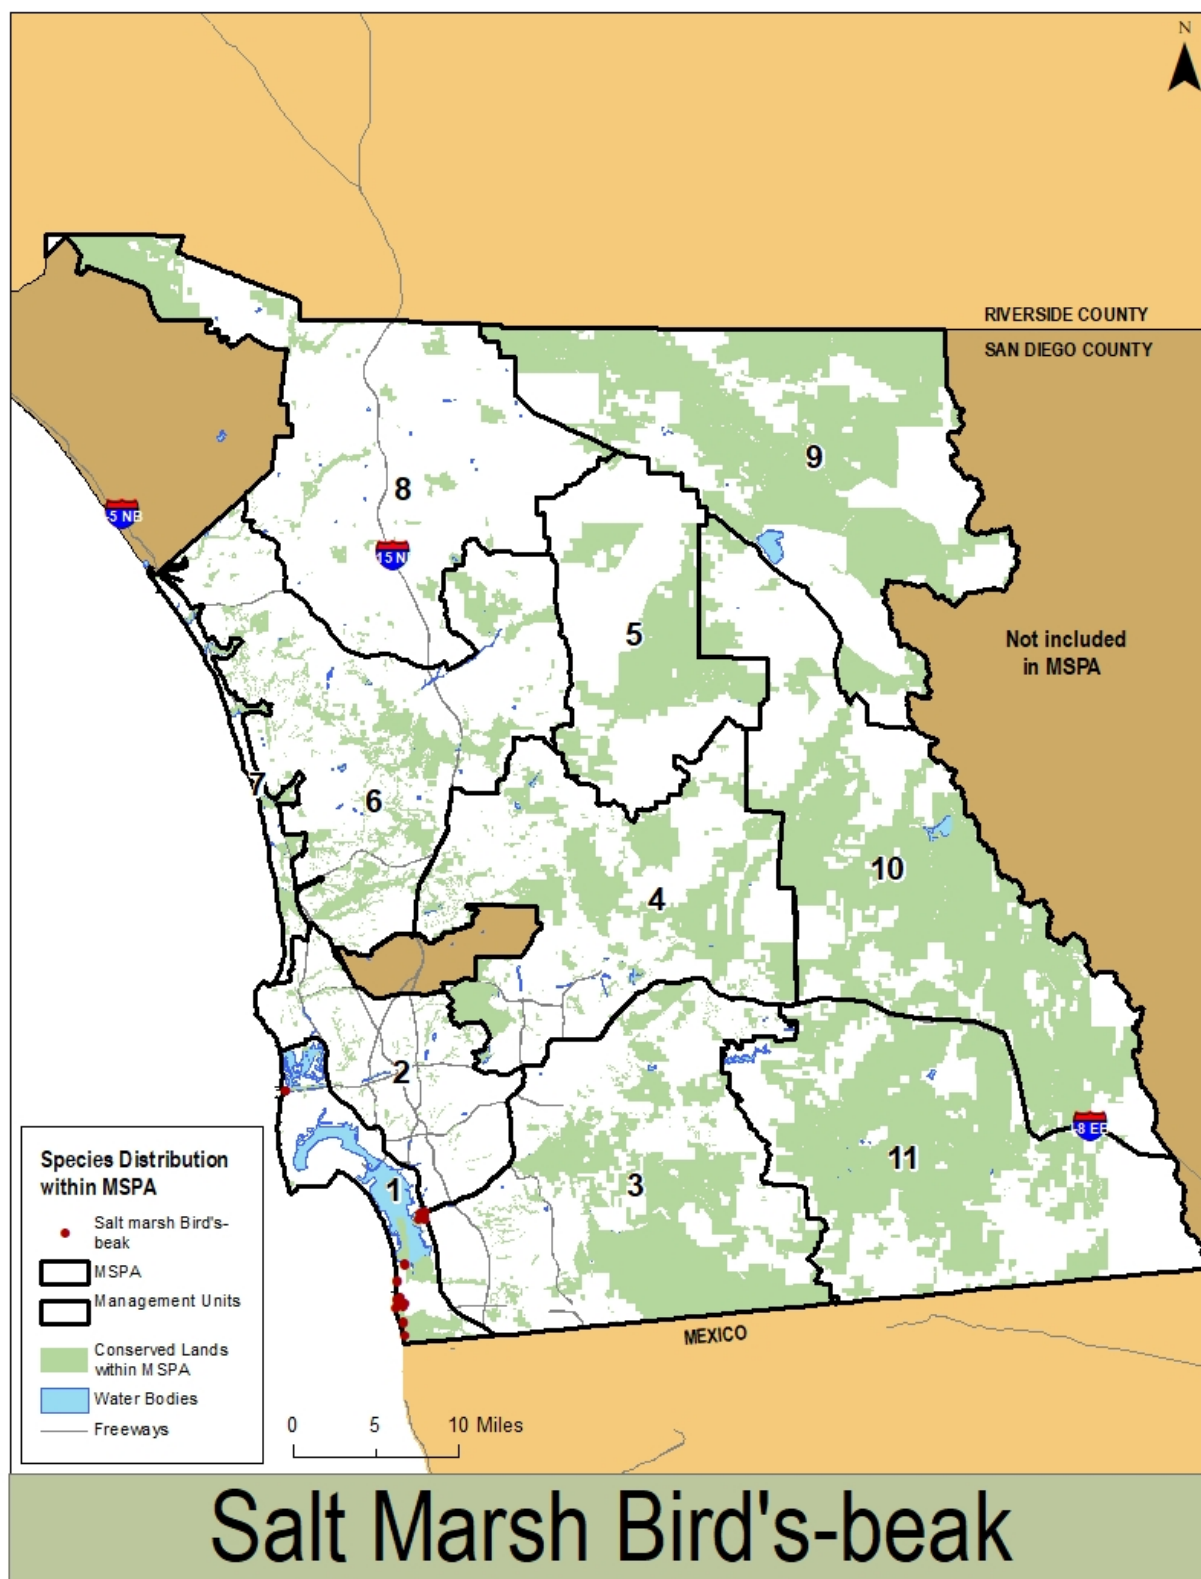 N
RIVERSIDE COUNTY
SAN DIEGO COUNTY
9
8
-5 NB
15 N
5
Not included
in MSPA
7
6
10
4
2
-8 EB
11
3
1
Species Distribution
within MSPA
Salt marsh Bird's-
beak
MSPA
Management Units
Conserved Lands
within MSPA
Water Bodies
Freeways
MEXICO
0 5 10 Miles
Salt Marsh Bird's-beak